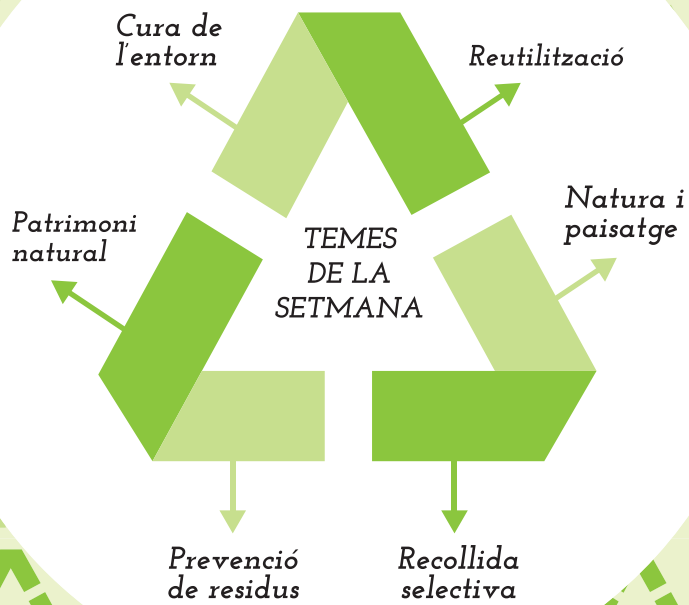 Cura de
l'entorn
Reutilització
Natura i
paisatge
Patrimoni
natural
TEMES
DE LA
SETMANA
Prevenció
de residus
Recollida
selectiva